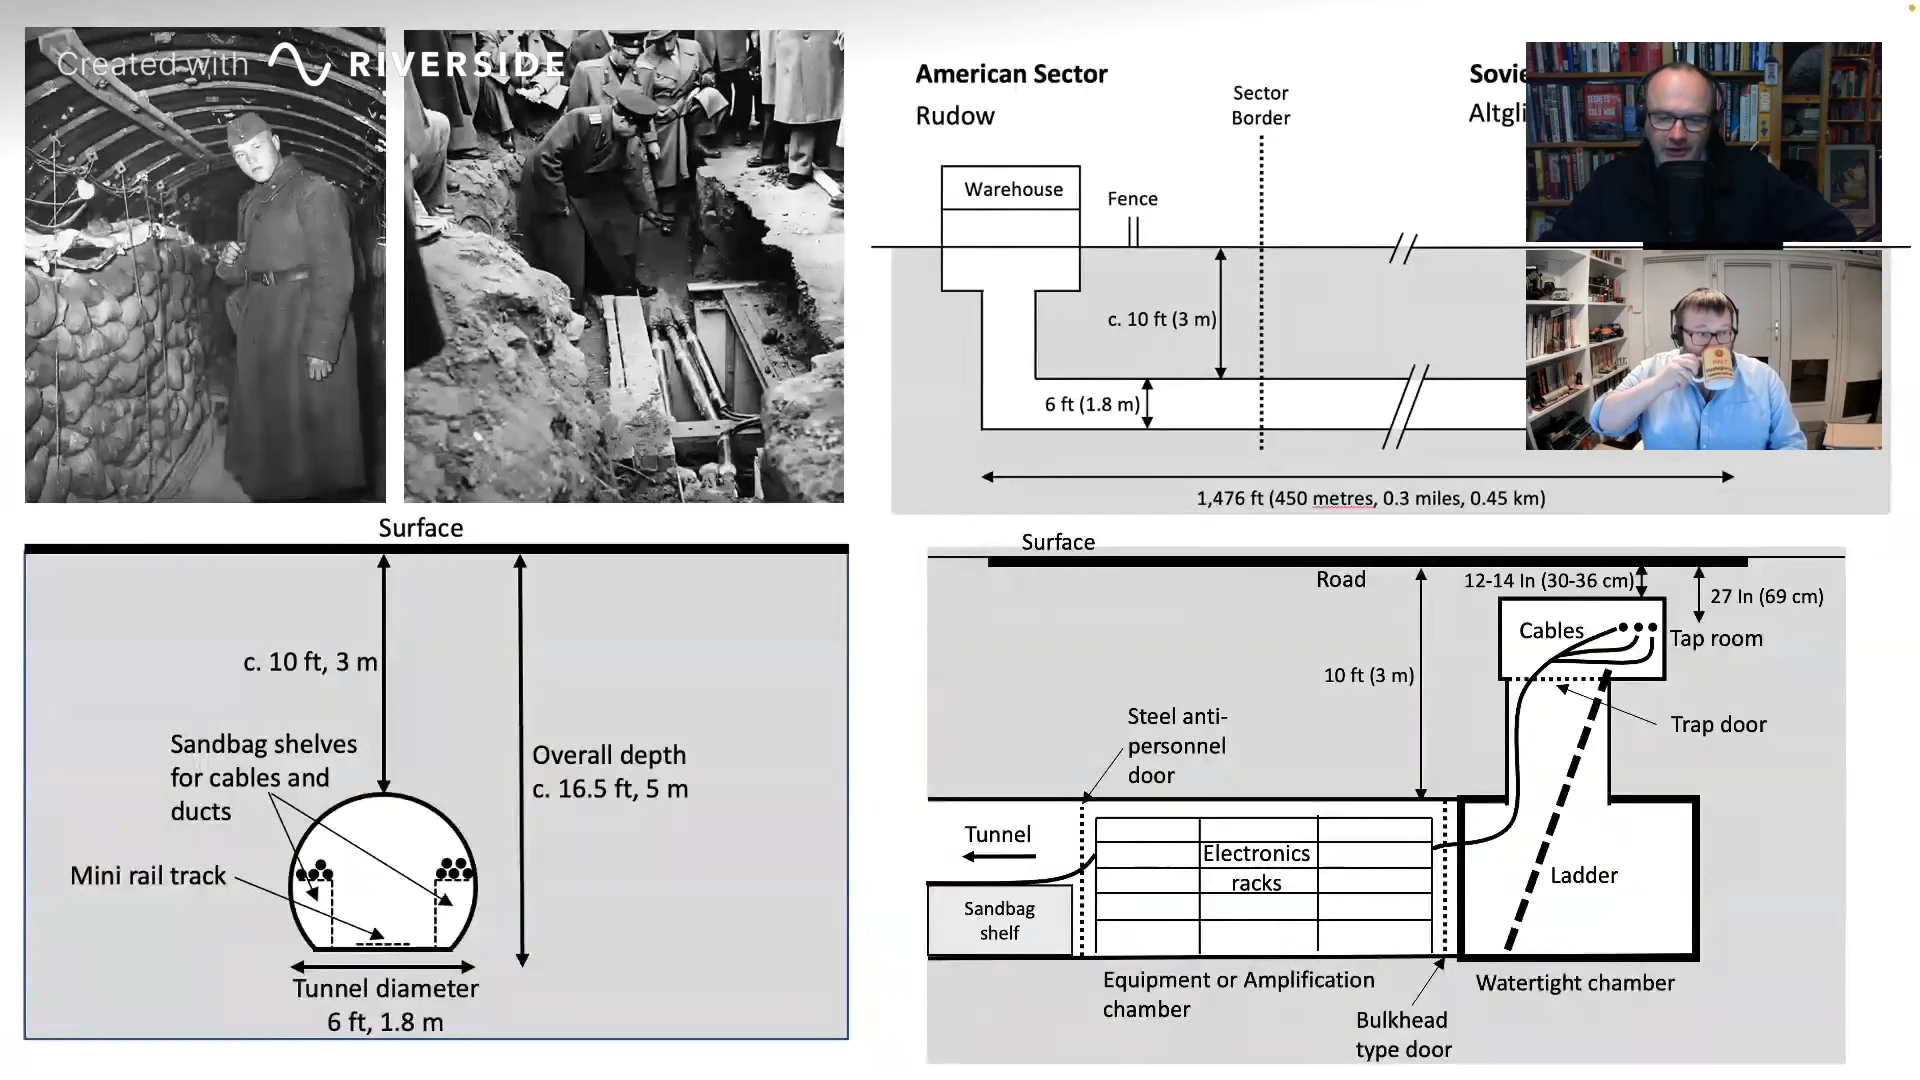 Created with RIVERSIDE
American Sector
Rudow
Sector
Border
Sovie
Altgli
Warehouse
Fence
c. 10 ft (3 m)
6 ft (1.8 m)
1,476 ft (450 metres, 0.3 miles, 0.45 km)
Surface
c. 10 ft, 3 m
Sandbag shelves
for cables and
ducts
Overall depth
c. 16.5 ft, 5 m
Mini rail track
Tunnel diameter
6 ft, 1.8 m
Surface
Road
12-14 In (30-36 cm)
27 In (69 cm)
Cables
Tap room
10 ft (3 m)
Trap door
Steel anti-
personnel
door
Tunnel
Electronics
racks
Ladder
Sandbag
shelf
Equipment or Amplification
chamber
Watertight chamber
Bulkhead
type door